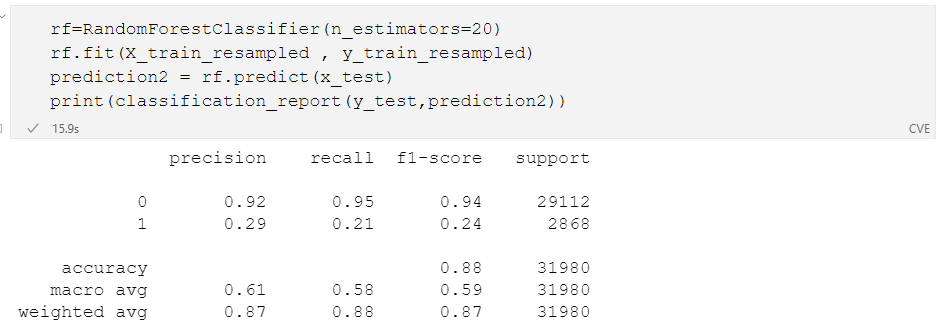 rf=RandomForestClassifier(n_estimators=20)
rf.fit(X_train_resampled , y_train_resampled)
prediction2 = rf.predict(x_test)
print(classification_report(y_test,prediction2))
15.9s CVE
precision recall f1-score support
0 0.92 0.95 0.94 29112
1 0.29 0.21 0.24 2868
accuracy 0.88 31980
macro avg 0.61 0.58 0.59 31980
weighted avg 0.87 0.88 0.87 31980